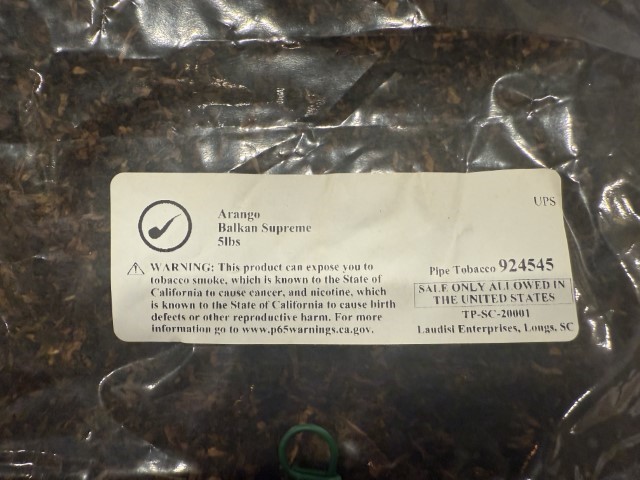 UPS
Arango
Balkan Supreme
5lbs
WARNING: This product can expose you to
tobacco smoke, which is known to the State of
California to cause cancer, and nicotine, which
is known to the State of California to cause birth
defects or other reproductive harm. For more
information go to www.p65warnings.ca.gov.
Pipe Tobacco 924545
SALE ONLY ALLOWED IN
THE UNITED STATES
TP-SC-20001
Laudisi Enterprises, Longs, SC